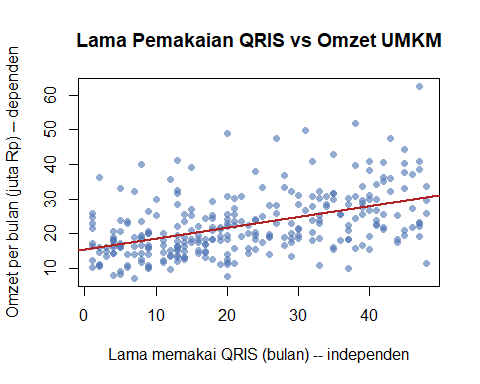 Lama Pemakaian QRIS vs Omzet UMKM
Omzet per bulan (juta Rp) – dependen
60
50
40
30
20
10
0 10 20 30 40
Lama memakai QRIS (bulan) -- independen